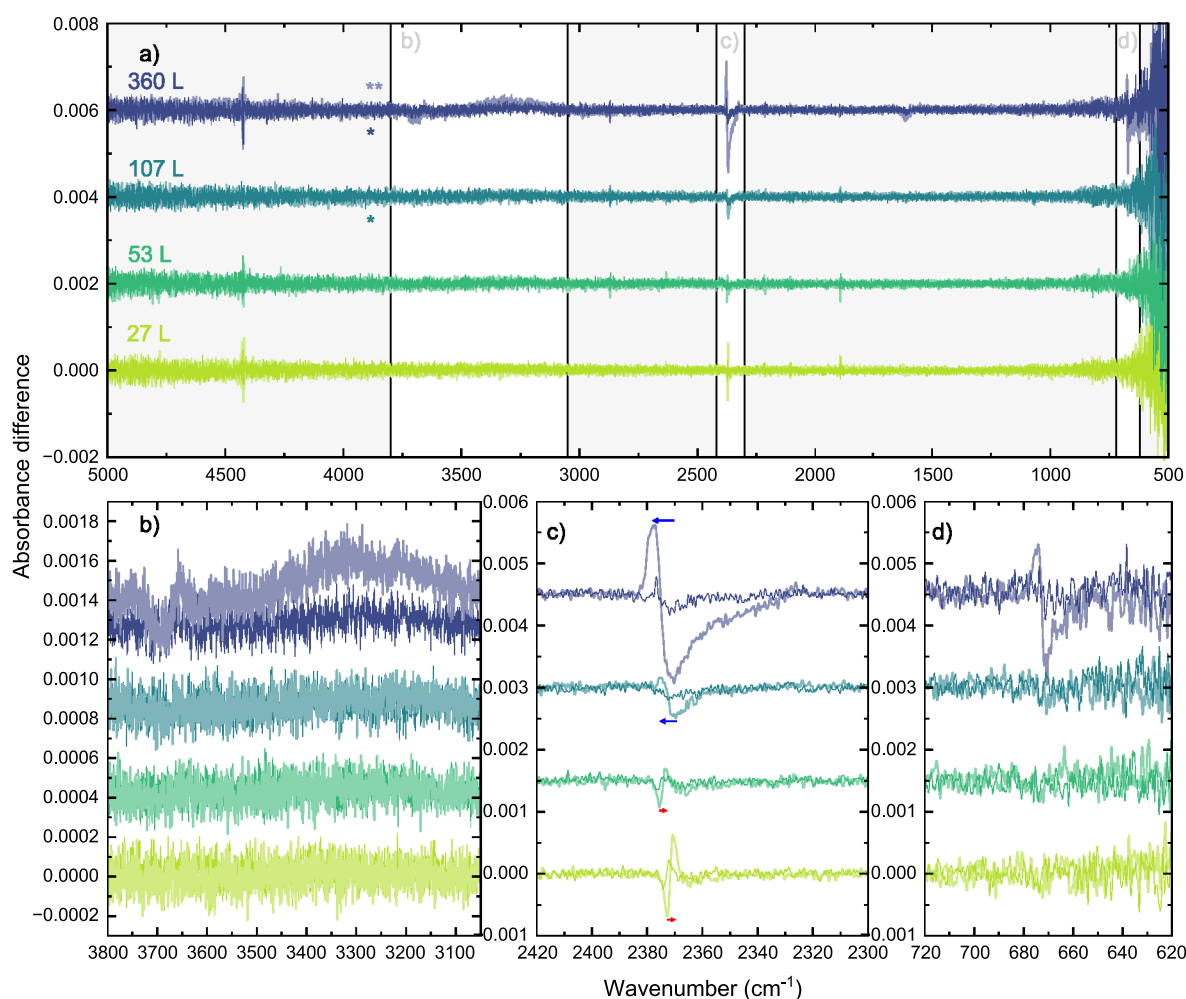 0.008
a)
b)
c)
d)
360 L
**
0.006
*
107 L
0.004
*
53 L
0.002
27 L
0.000
−0.002
5000 4500 4000 3500 3000 2500 2000 1500 1000 500
Absorbance difference
b)
0.0018
0.0016
0.0014
0.0012
0.0010
0.0008
0.0006
0.0004
0.0002
0.0000
−0.0002
3800 3700 3600 3500 3400 3300 3200 3100
c)
0.006
0.005
0.004
0.003
0.002
0.001
0.000
0.001
2420 2400 2380 2360 2340 2320 2300
d)
0.006
0.005
0.004
0.003
0.002
0.001
0.000
0.001
720 700 680 660 640 620
Wavenumber (cm⁻¹)